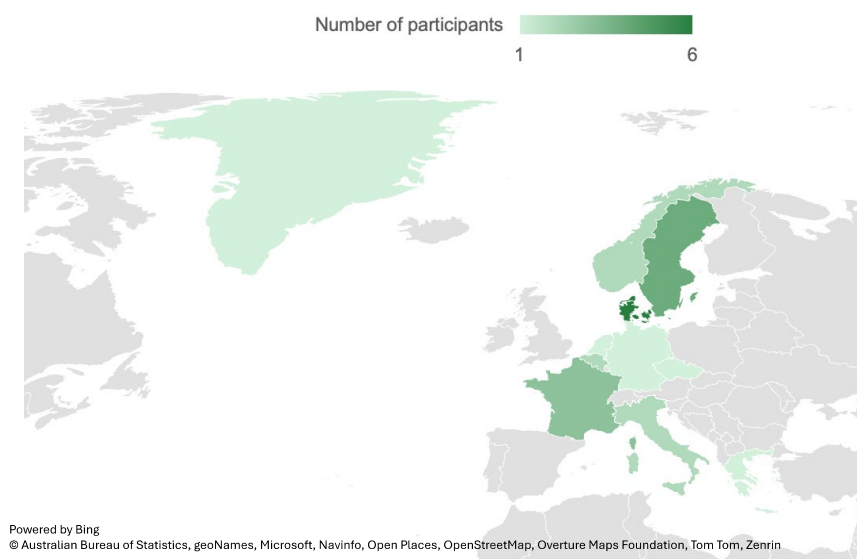 Number of participants
1 6
Powered by Bing
© Australian Bureau of Statistics, geoNames, Microsoft, Navinfo, Open Places, OpenStreetMap, Overture Maps Foundation, Tom Tom, Zenrin